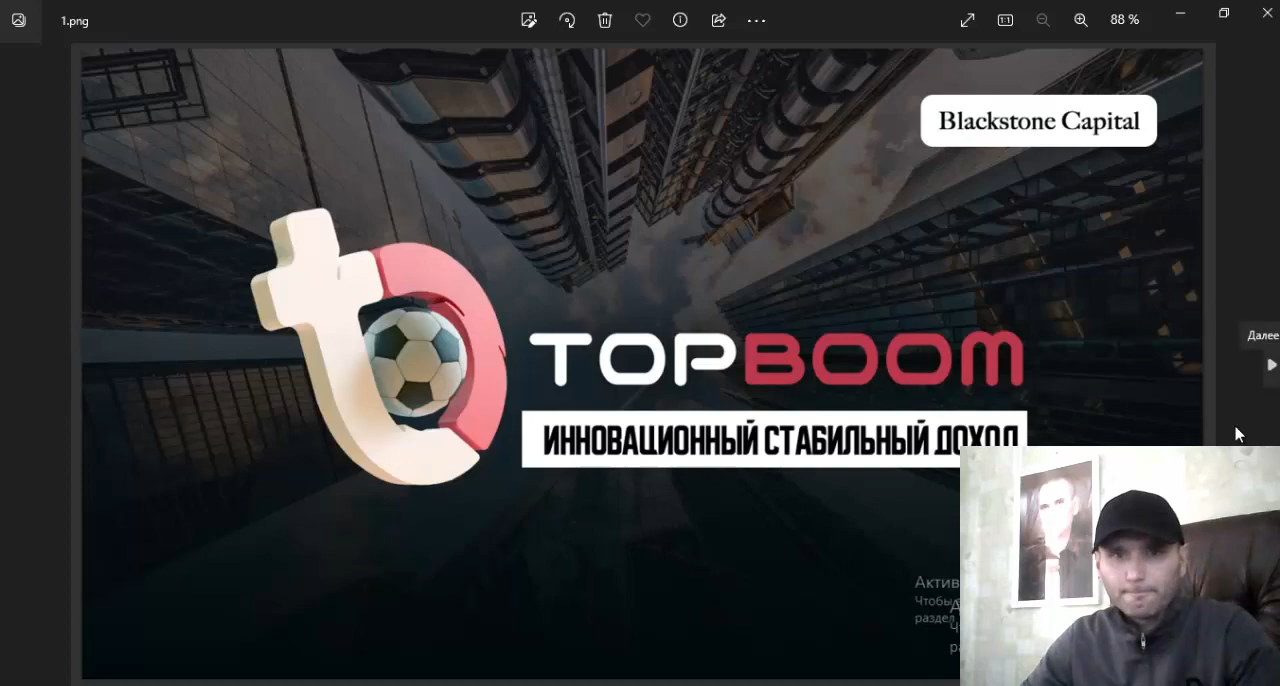 1.png
88 %
Blackstone Capital
TOPBOOM
ИННОВАЦИОННЫЙ СТАБИЛЬНЫЙ ДОХОД
Далее
Актив
Чтобы
раздел